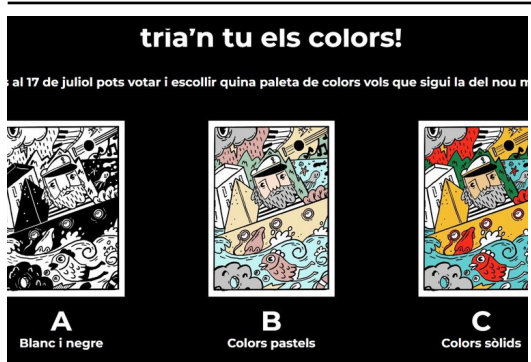 tria'n tu els colors!
al 17 de juliol pots votar i escollir quina paleta de colors vols que sigui la del nou
A
Blanc i negre
B
Colors pastels
C
Colors sòlids